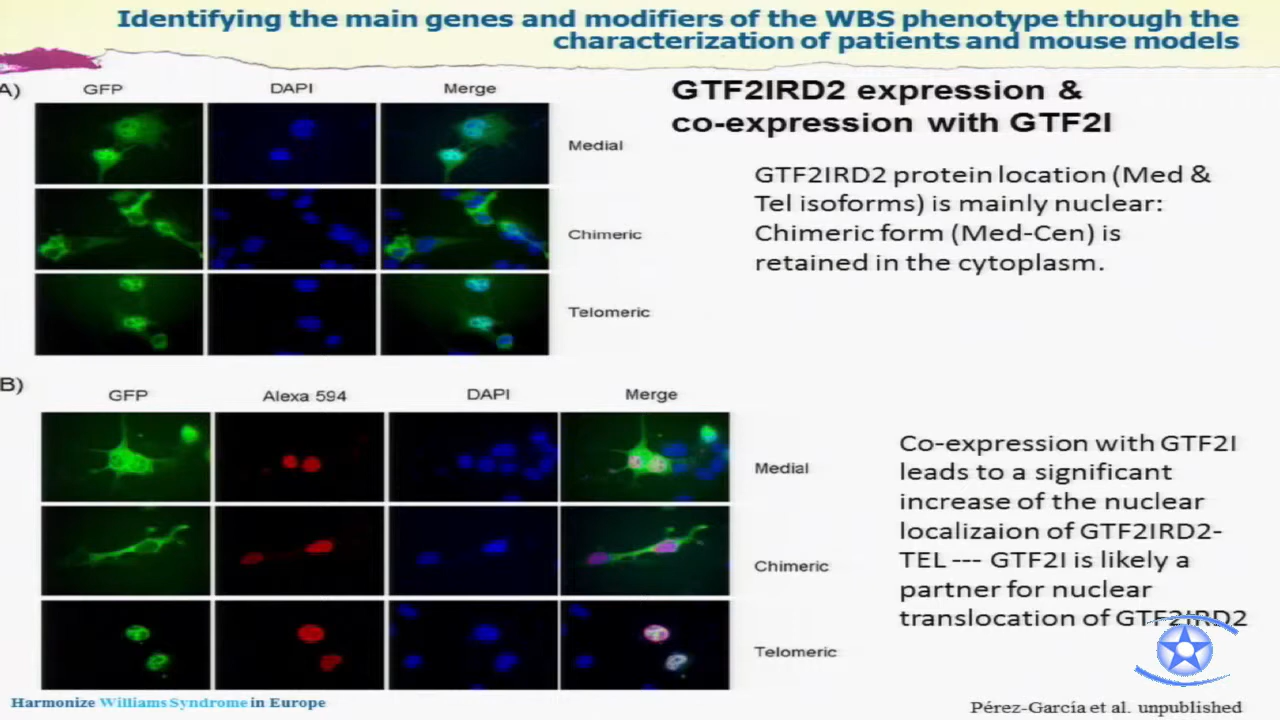 Identifying the main genes and modifiers of the WBS phenotype through the
characterization of patients and mouse models
A)
GFP
DAPI
Merge
Medial
Chimeric
Telomeric
GTF2IRD2 expression &
co-expression with GTF2I
GTF2IRD2 protein location (Med &
Tel isoforms) is mainly nuclear:
Chimeric form (Med-Cen) is
retained in the cytoplasm.
B)
GFP
Alexa 594
DAPI
Merge
Medial
Chimeric
Telomeric
Co-expression with GTF2I
leads to a significant
increase of the nuclear
localizaion of GTF2IRD2-
TEL --- GTF2I is likely a
partner for nuclear
translocation of GTF2IRD2
Harmonize Williams Syndrome in Europe
Pérez-García et al. unpublished